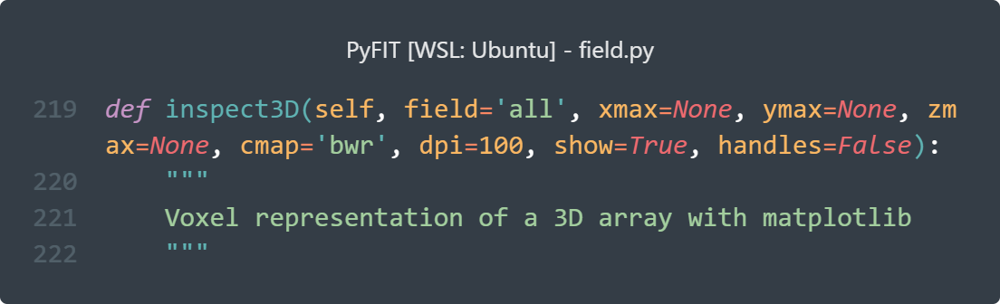 PyFIT [WSL: Ubuntu] - field.py
219 def inspect3D(self, field='all', xmax=None, ymax=None, zm
ax=None, cmap='bwr', dpi=100, show=True, handles=False):
220     """
221     Voxel representation of a 3D array with matplotlib
222     """